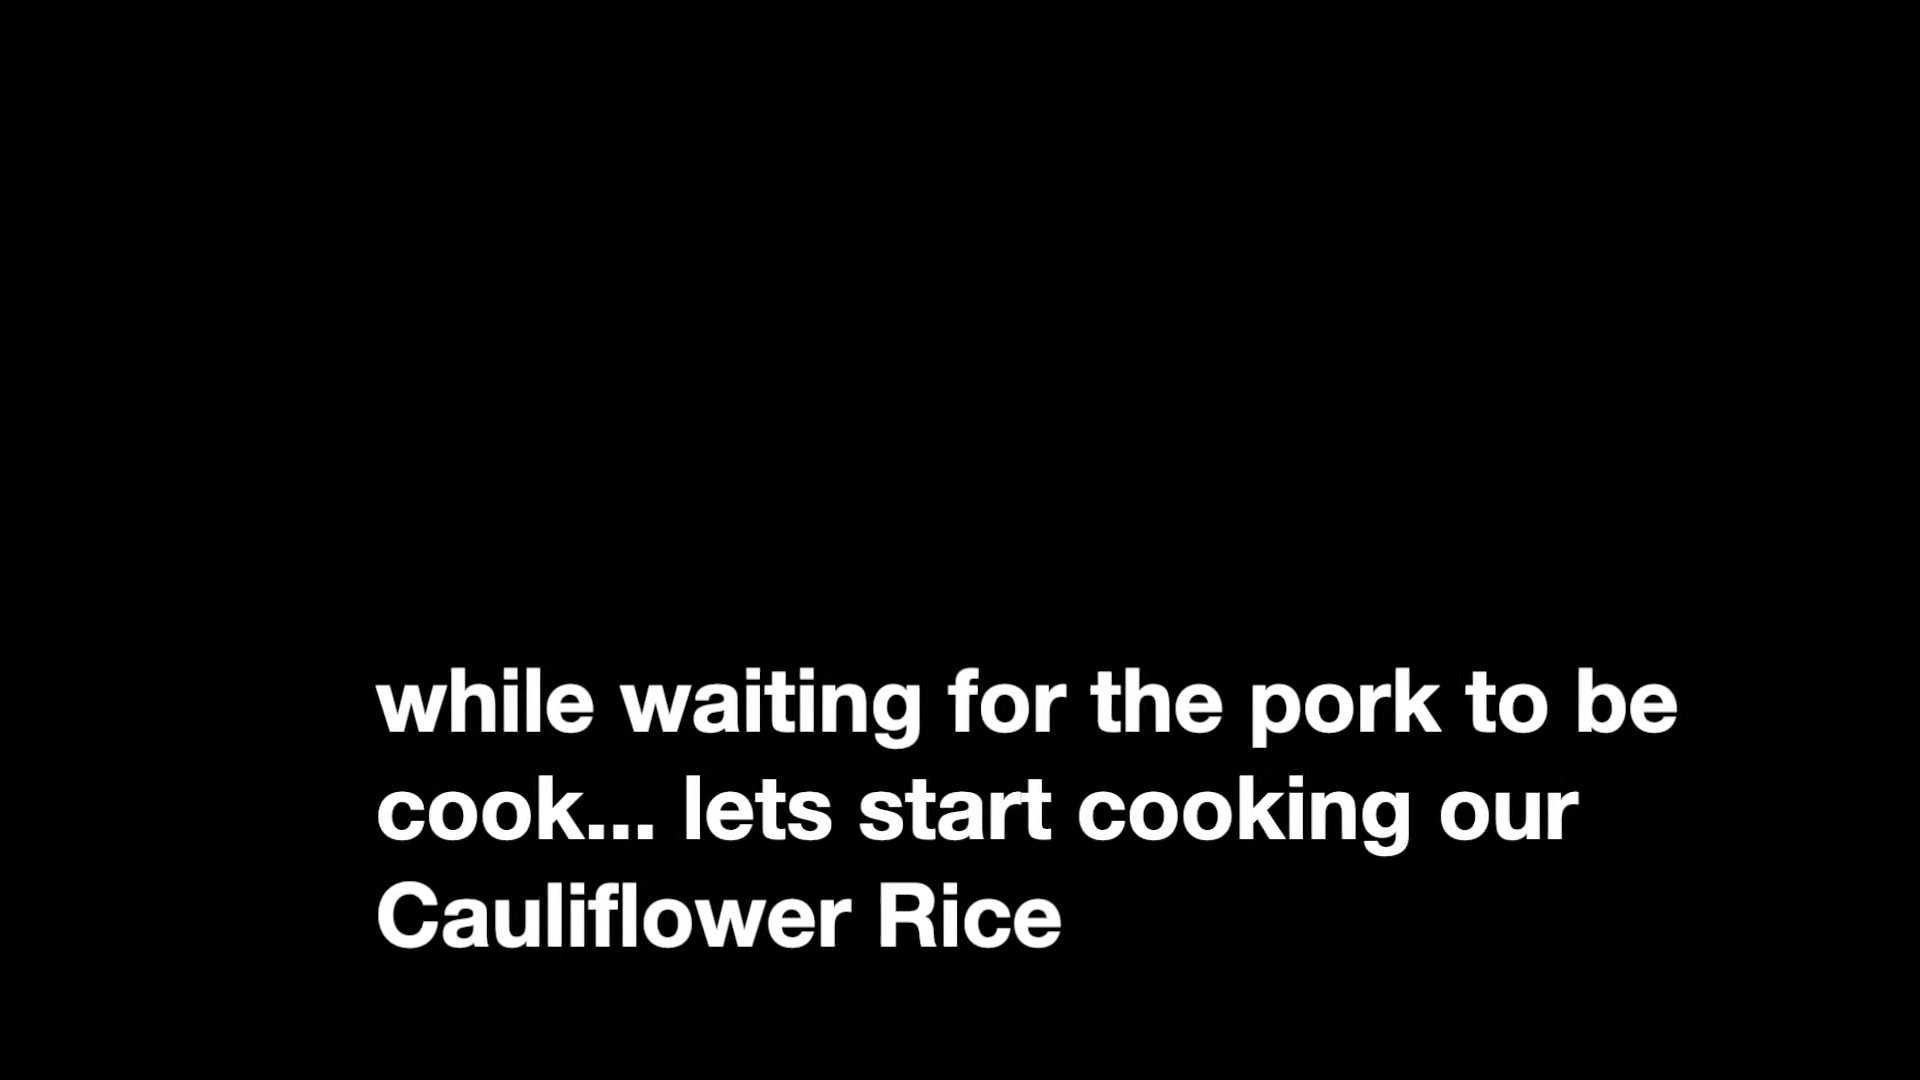 while waiting for the pork to be
cook... lets start cooking our
Cauliflower Rice